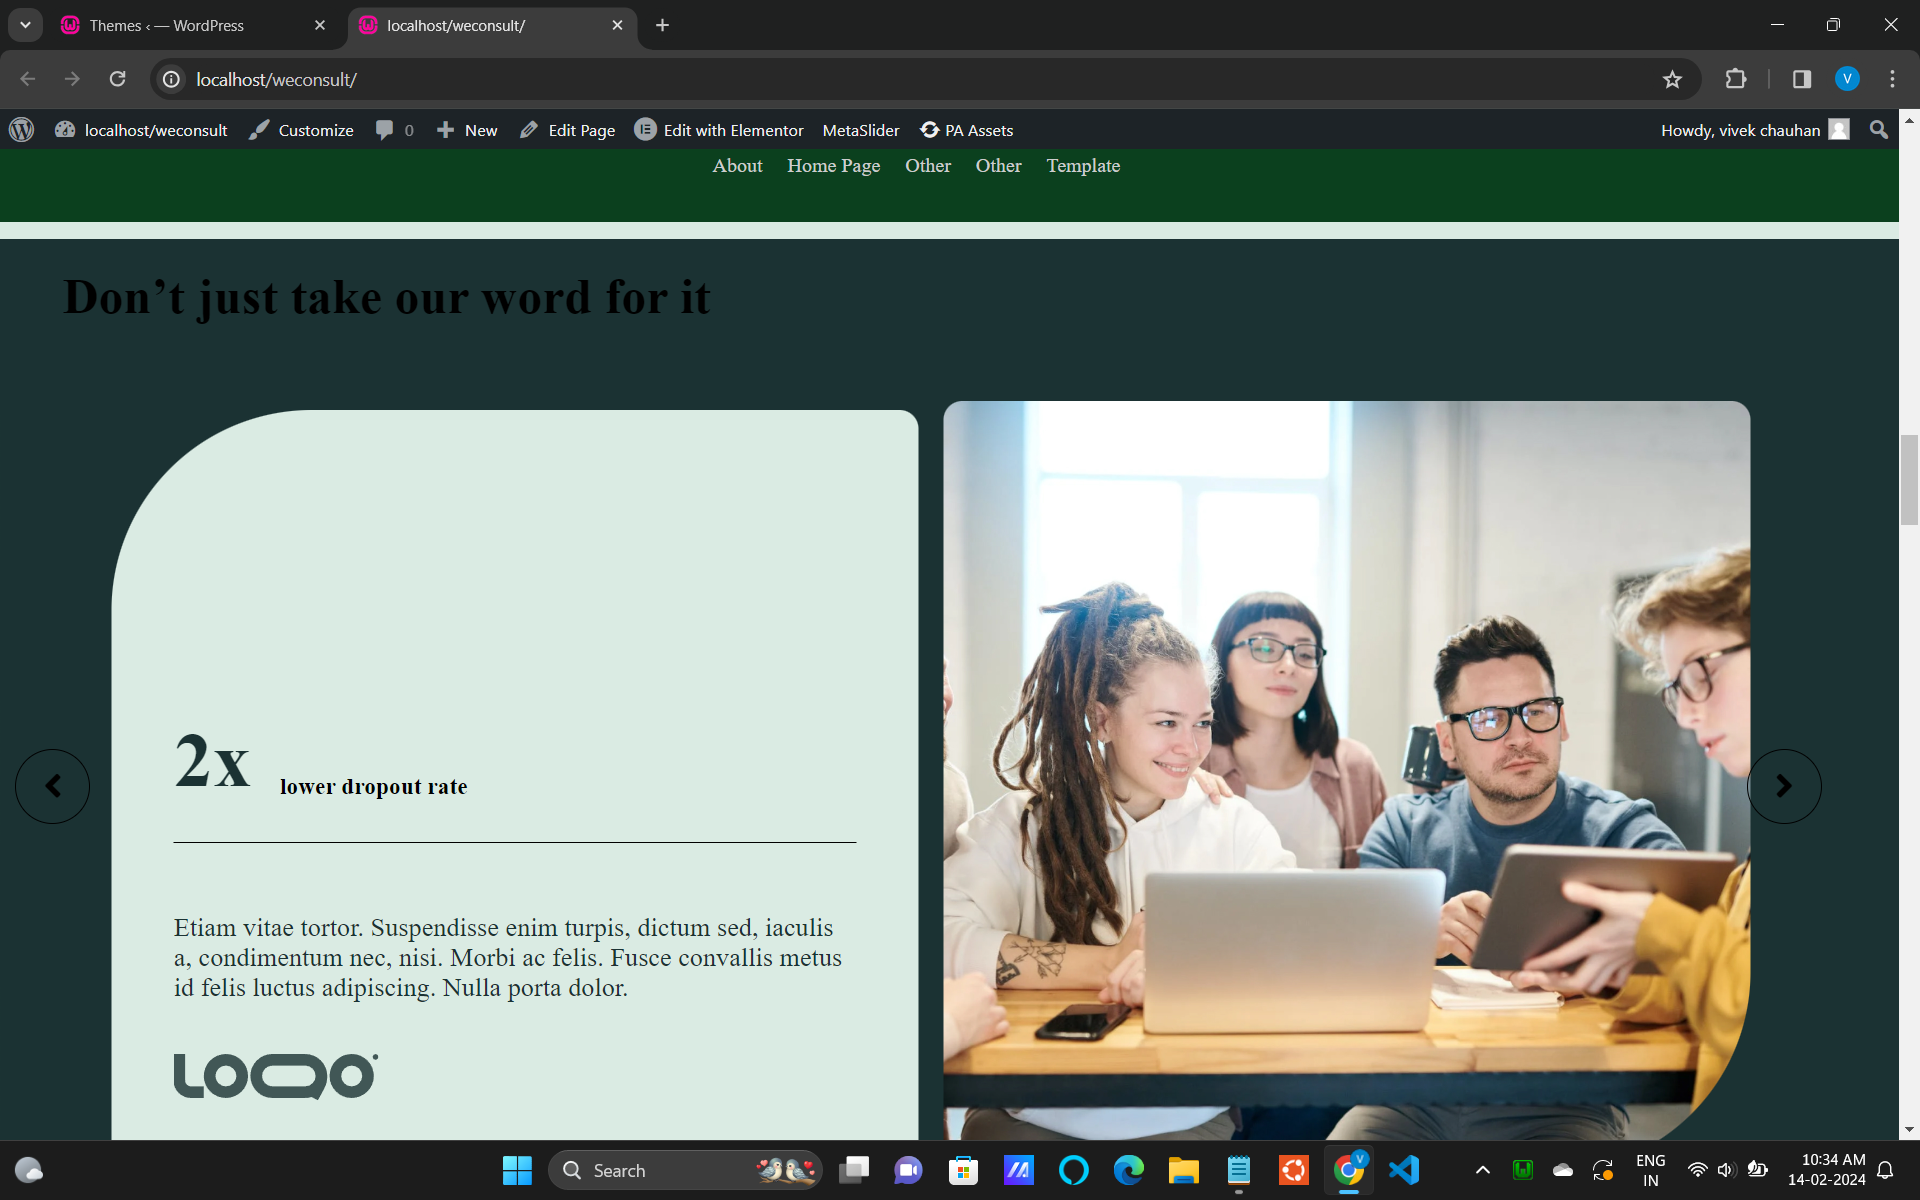 Themes ‹ — WordPress
localhost/weconsult/
localhost/weconsult/
V
localhost/weconsult
Customize
0
New
Edit Page
Edit with Elementor
MetaSlider
PA Assets
Howdy, vivek chauhan
About
Home Page
Other
Other
Template
Don’t just take our word for it
2x
lower dropout rate
Etiam vitae tortor. Suspendisse enim turpis, dictum sed, iaculis
a, condimentum nec, nisi. Morbi ac felis. Fusce convallis metus
id felis luctus adipiscing. Nulla porta dolor.
LOQO
Search
V
ENG
IN
10:34 AM
14-02-2024